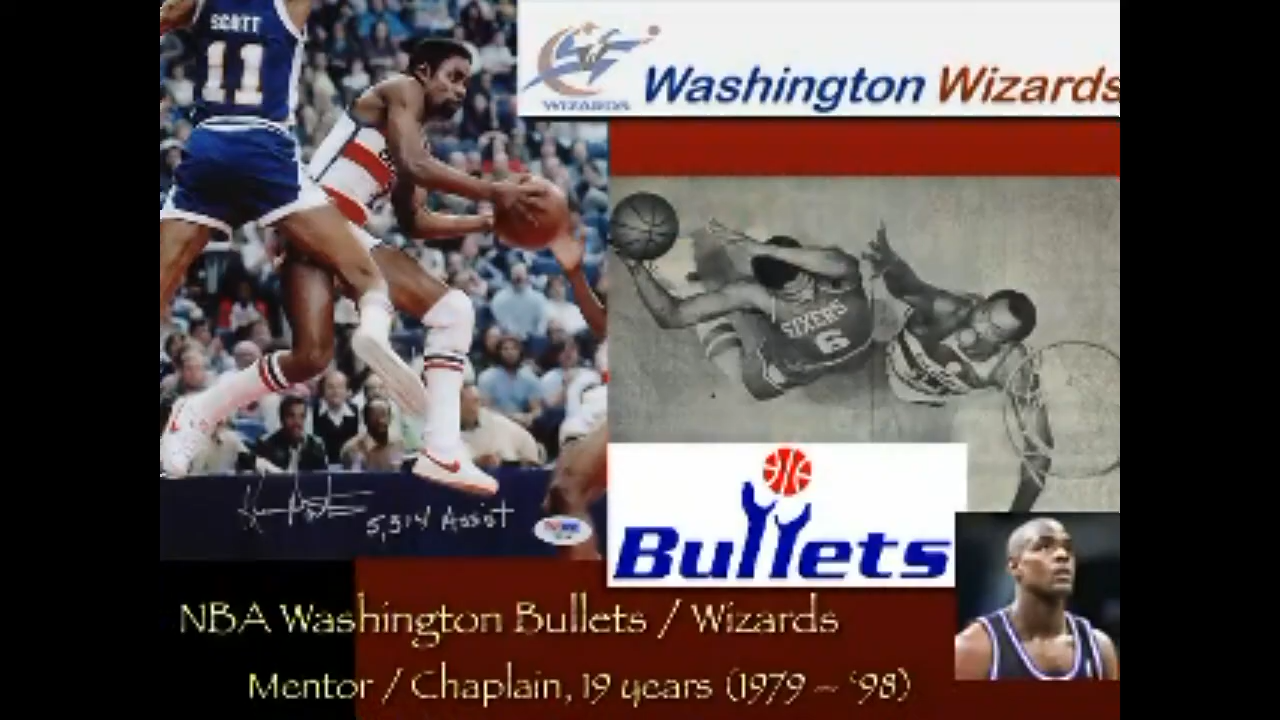 SCOTT
11
WIZARDS
Washington Wizards
SIXERS
6
5,514 Assist
Bullets
NBA Washington Bullets / Wizards
Mentor / Chaplain, 19 years (1979 – '98)